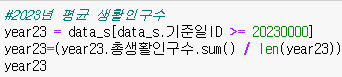 #2023년 평균 생활인구수
year23 = data_s[data_s.기준일ID >= 20230000]
year23=(year23.총생활인구수.sum() / len(year23))
year23